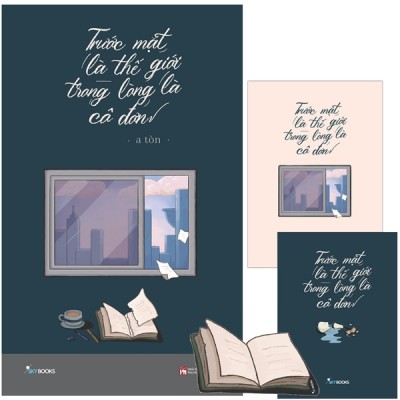 Trước mặt
là thế giới
trong lòng là
cô đơn
a tòn
SKYBOOKS
Trước mặt
là thế giới
trong lòng là
cô đơn
Trước mặt
là thế giới
trong lòng là
cô đơn
SKYBOOKS